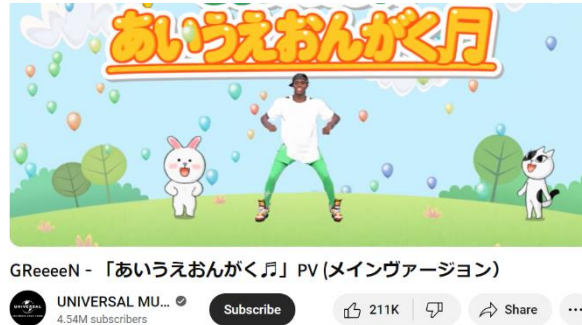 あいうえおんがく♬
GReeeeN - 「あいうえおんがく♬」PV (メインヴァージョン）
UNIVERSAL MU...
4.54M subscribers
Subscribe
211K
Share
...